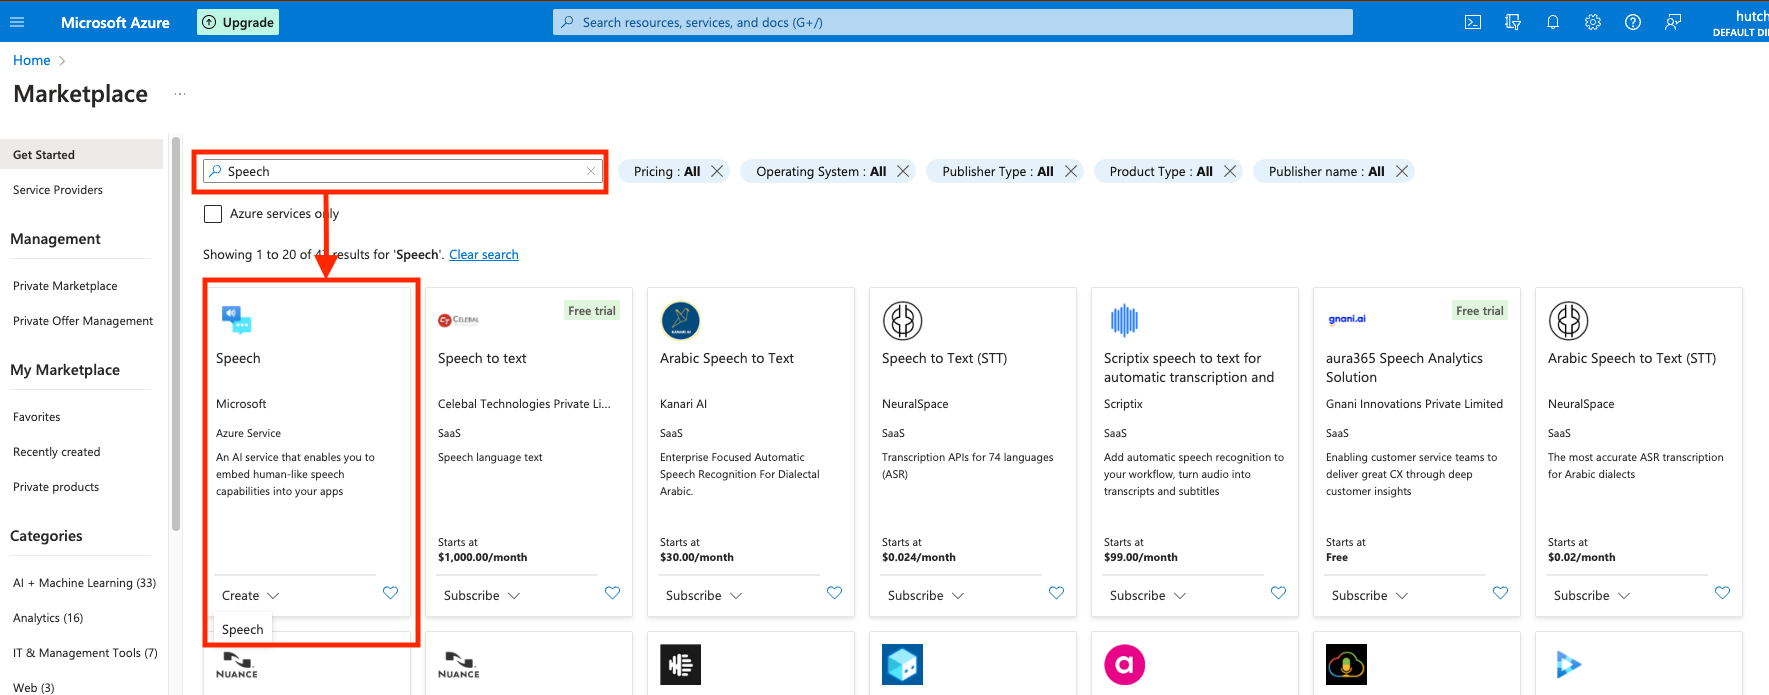 Microsoft Azure
Upgrade
Search resources, services, and docs (G+/)
hutch
DEFAULT DI
Home
Marketplace
...
Get Started
Service Providers
Management
Private Marketplace
Private Offer Management
My Marketplace
Favorites
Recently created
Private products
Categories
AI + Machine Learning (33)
Analytics (16)
IT & Management Tools (7)
Web (3)
Speech
Pricing : All
Operating System : All
Publisher Type : All
Product Type : All
Publisher name : All
Azure services only
Showing 1 to 20 of results for 'Speech'. Clear search
Speech
Microsoft
Azure Service
An AI service that enables you to
embed human-like speech
capabilities into your apps
Create
Speech
CELEBAL
Free trial
Speech to text
Celebal Technologies Private Li...
SaaS
Speech language text
Starts at
$1,000.00/month
Subscribe
KANARI AI
Arabic Speech to Text
Kanari AI
SaaS
Enterprise Focused Automatic
Speech Recognition For Dialectal
Arabic.
Starts at
$30.00/month
Subscribe
Speech to Text (STT)
NeuralSpace
SaaS
Transcription APIs for 74 languages
(ASR)
Starts at
$0.024/month
Subscribe
Scriptix speech to text for
automatic transcription and
Scriptix
SaaS
Add automatic speech recognition to
your workflow, turn audio into
transcripts and subtitles
Starts at
$99.00/month
Subscribe
gnani.ai
Free trial
aura365 Speech Analytics
Solution
Gnani Innovations Private Limited
SaaS
Enabling customer service teams to
deliver great CX through deep
customer insights
Starts at
Free
Subscribe
Arabic Speech to Text (STT)
NeuralSpace
SaaS
The most accurate ASR transcription
for Arabic dialects
Starts at
$0.02/month
Subscribe
NUANCE
NUANCE
a